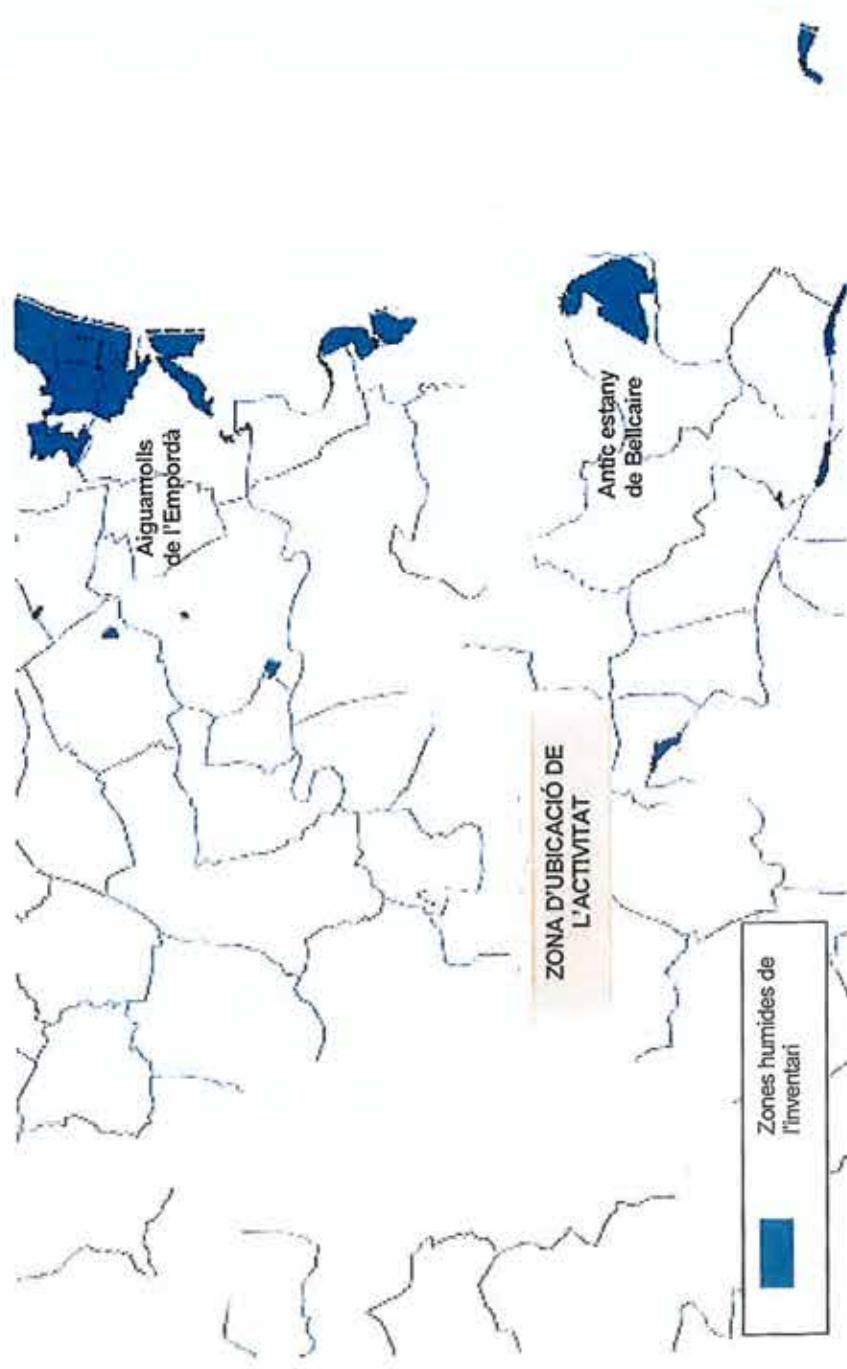 Aiguamolls
de l'Empordà
Antic estany
de Bellcaire
ZONA D'UBICACIÓ DE
L'ACTIVITAT
Zones humides de
l'inventari